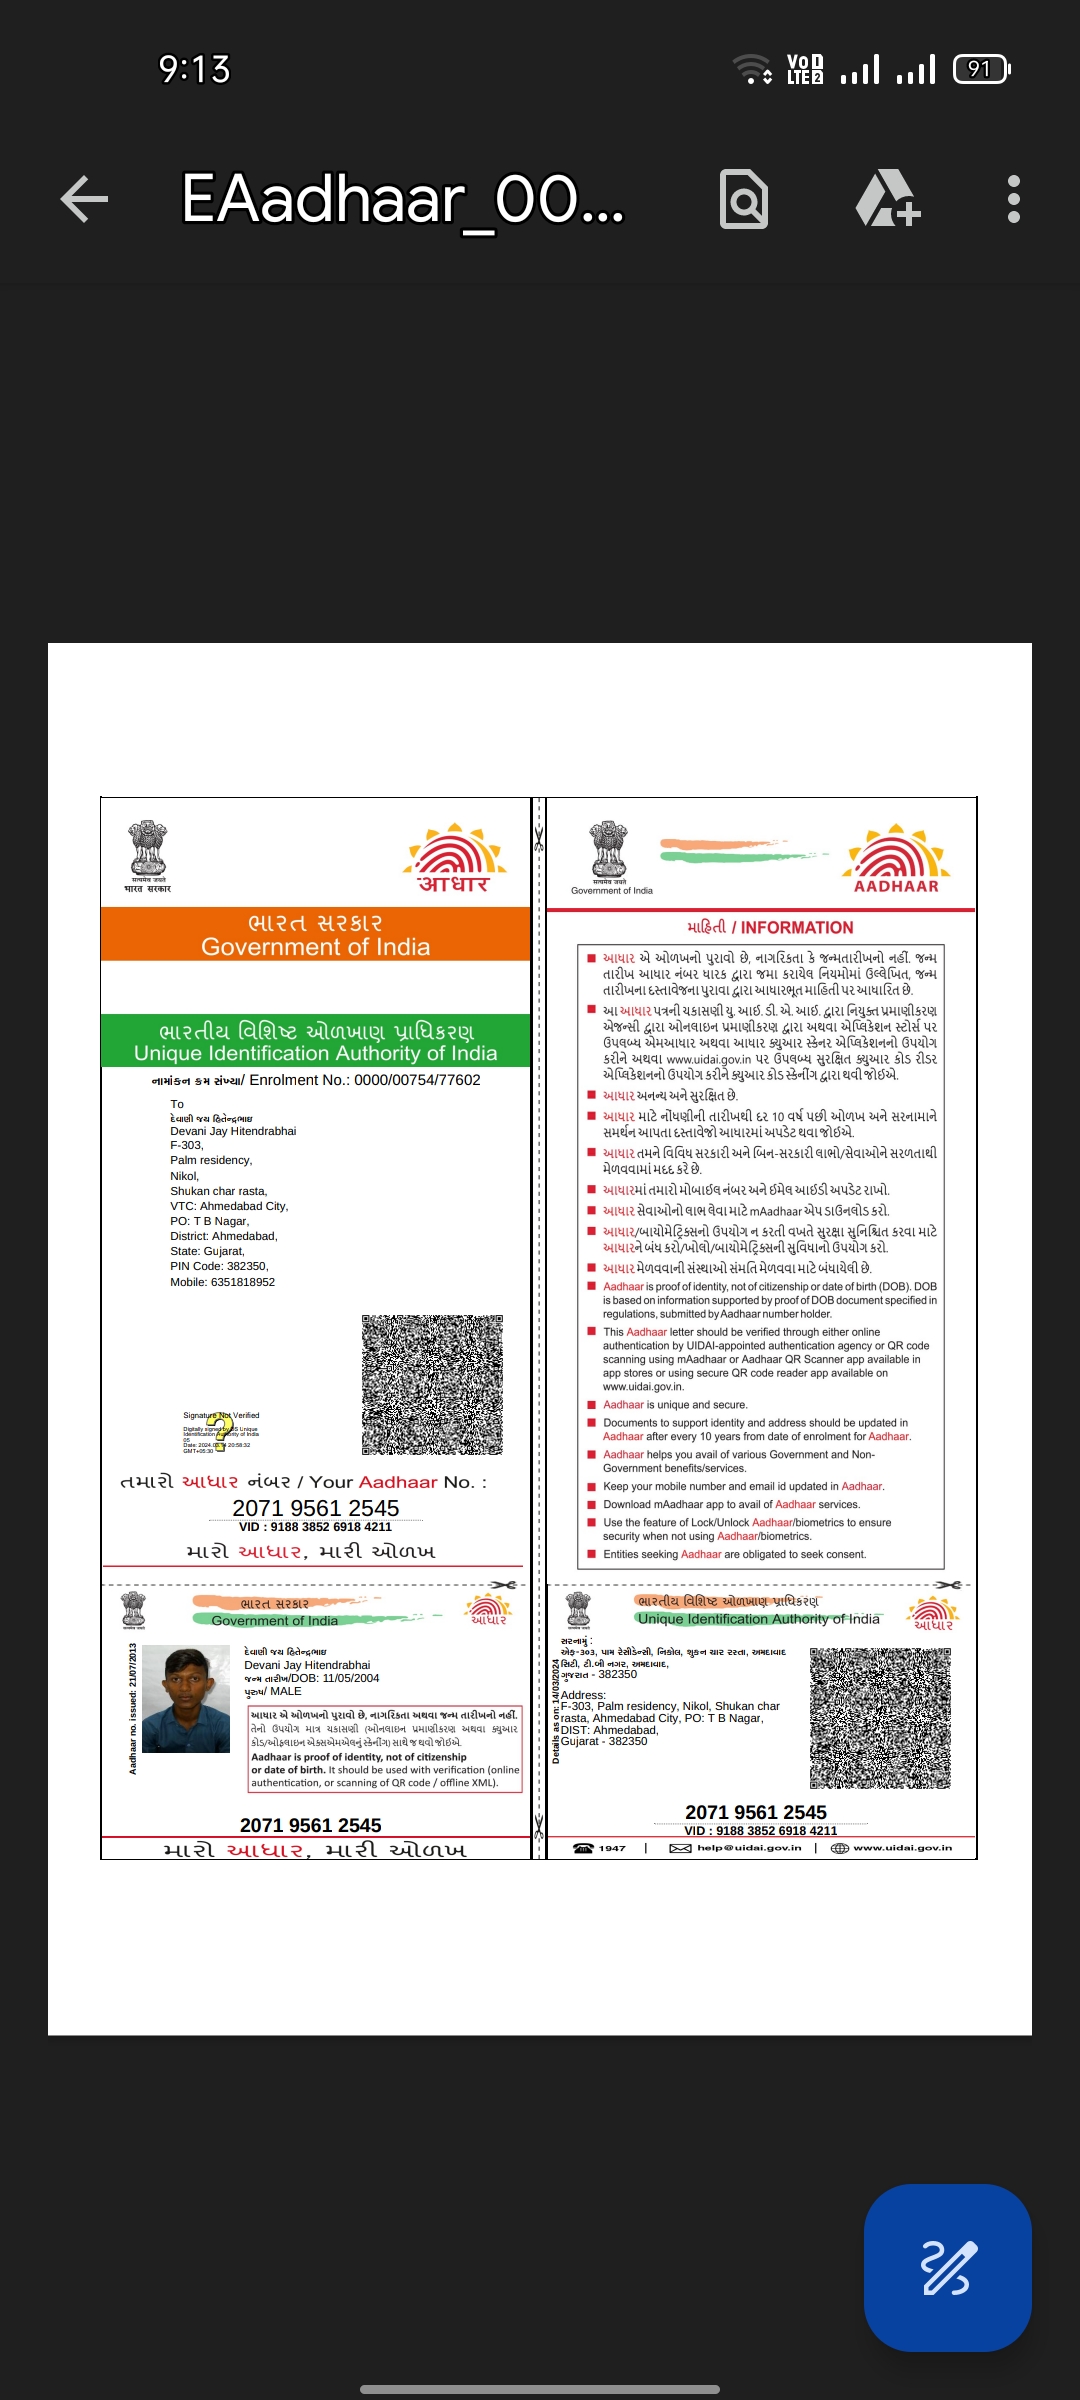 9:13
Vo 1
LTE 2
91
EAadhaar_00...
सत्यमेव जयते
भारत सरकार
आधार
ભારત સરકાર
Government of India
ભારતીય વિશિષ્ટ ઓળખાણ પ્રાધિકરણ
Unique Identification Authority of India
નામાંકન ક્રમ સંખ્યા/ Enrolment No.: 0000/00754/77602
To
દેવાણી જય હિતેન્દ્રભાઇ
Devani Jay Hitendrabhai
F-303,
Palm residency,
Nikol,
Shukan char rasta,
VTC: Ahmedabad City,
PO: T B Nagar,
District: Ahmedabad,
State: Gujarat,
PIN Code: 382350,
Mobile: 6351818952
Signature Not Verified
Digitally signed by DS Unique
Identification Authority of India
05
Date: 2024.03.14 20:58:32
GMT+05:30
તમારો આધાર નંબર / Your Aadhaar No. :
2071 9561 2545
VID : 9188 3852 6918 4211
મારો આધાર, મારી ઓળખ
सत्यमेव जयते
Government of India
AADHAAR
માહિતી / INFORMATION
આધાર એ ઓળખનો પુરાવો છે, નાગરિકતા કે જન્મતારીખનો નહીં. જન્મ
તારીખ આધાર નંબર ધારક દ્વારા જમા કરાયેલ નિયમોમાં ઉલ્લેખિત, જન્મ
તારીખના દસ્તાવેજના પુરાવા દ્વારા આધારભૂત માહિતી પર આધારિત છે.
આ આધાર પત્રની ચકાસણી યુ. આઈ. ડી. એ. આઈ. દ્વારા નિયુક્ત પ્રમાણીકરણ
એજન્સી દ્વારા ઓનલાઇન પ્રમાણીકરણ દ્વારા અથવા એપ્લિકેશન સ્ટોર્સ પર
ઉપલબ્ધ એમઆધાર અથવા આધાર ક્યુઆર સ્કેનર એપ્લિકેશનનો ઉપયોગ
કરીને અથવા www.uidai.gov.in પર ઉપલબ્ધ સુરક્ષિત ક્યુઆર કોડ રીડર
એપ્લિકેશનનો ઉપયોગ કરીને ક્યુઆર કોડ સ્કેનીંગ દ્વારા થવી જોઈએ.
આધાર અનન્ય અને સુરક્ષિત છે.
આધાર માટે નોંધણીની તારીખથી દર 10 વર્ષ પછી ઓળખ અને સરનામાને
સમર્થન આપતા દસ્તાવેજો આધારમાં અપડેટ થવા જોઈએ.
આધાર તમને વિવિધ સરકારી અને બિન-સરકારી લાભો/સેવાઓને સરળતાથી
મેળવવામાં મદદ કરે છે.
આધારમાં તમારો મોબાઈલ નંબર અને ઈમેલ આઈડી અપડેટ રાખો.
આધાર સેવાઓનો લાભ લેવા માટે mAadhaar એપ ડાઉનલોડ કરો.
આધાર/બાયોમેટ્રિક્સનો ઉપયોગ ન કરતી વખતે સુરક્ષા સુનિશ્ચિત કરવા માટે
આધારને બંધ કરો/ખોલો/બાયોમેટ્રિક્સની સુવિધાનો ઉપયોગ કરો.
આધાર મેળવવાની સંસ્થાઓ સંમતિ મેળવવા માટે બંધાયેલી છે.
Aadhaar is proof of identity, not of citizenship or date of birth (DOB). DOB
is based on information supported by proof of DOB document specified in
regulations, submitted by Aadhaar number holder.
This Aadhaar letter should be verified through either online
authentication by UIDAI-appointed authentication agency or QR code
scanning using mAadhaar or Aadhaar QR Scanner app available in
app stores or using secure QR code reader app available on
www.uidai.gov.in.
Aadhaar is unique and secure.
Documents to support identity and address should be updated in
Aadhaar after every 10 years from date of enrolment for Aadhaar.
Aadhaar helps you avail of various Government and Non-
Government benefits/services.
Keep your mobile number and email id updated in Aadhaar.
Download mAadhaar app to avail of Aadhaar services.
Use the feature of Lock/Unlock Aadhaar/biometrics to ensure
security when not using Aadhaar/biometrics.
Entities seeking Aadhaar are obligated to seek consent.
ભારત સરકાર
Government of India
આધાર
Aadhaar no. issued: 21/07/2013
દેવાણી જય હિતેન્દ્રભાઇ
Devani Jay Hitendrabhai
જન્મ તારીખ/DOB: 11/05/2004
પુરુષ/ MALE
આધાર એ ઓળખનો પુરાવો છે, નાગરિકતા અથવા જન્મ તારીખનો નહીં.
તેનો ઉપયોગ માત્ર ચકાસણી (ઓનલાઇન પ્રમાણીકરણ અથવા ક્યુઆર
કોડ/ઓફલાઇન એક્સએમએલનું સ્કેનીંગ) સાથે જ થવો જોઈએ.
Aadhaar is proof of identity, not of citizenship
or date of birth. It should be used with verification (online
authentication, or scanning of QR code / offline XML).
2071 9561 2545
મારો આધાર, મારી ઓળખ
ભારતીય વિશિષ્ટ ઓળખાણ પ્રાધિકરણ
Unique Identification Authority of India
આધાર
Details as on: 14/03/2024
સરનામું :
એફ-૩૦૩, પામ રેસીડેન્સી, નિકોલ, શુકન ચાર રસ્તા, અમદાવાદ
સિટી, ટી.બી નગર, અમદાવાદ,
ગુજરાત - 382350
Address:
F-303, Palm residency, Nikol, Shukan char
rasta, Ahmedabad City, PO: T B Nagar,
DIST: Ahmedabad,
Gujarat - 382350
2071 9561 2545
VID : 9188 3852 6918 4211
1947 | help@uidai.gov.in | www.uidai.gov.in